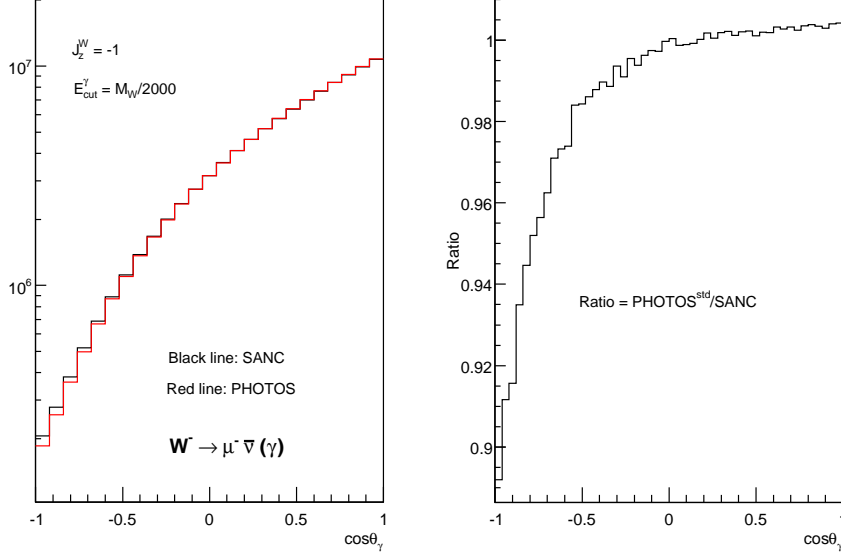 J_z^W = -1
E_cut^γ = M_W/2000
10^7
10^6
Black line: SANC
Red line: PHOTOS
W^- → μ^- ν̅ (γ)
-1 -0.5 0 0.5 1
cosθ_γ
Ratio
1
0.98
0.96
0.94
0.92
0.9
Ratio = PHOTOS^std/SANC
-1 -0.5 0 0.5 1
cosθ_γ